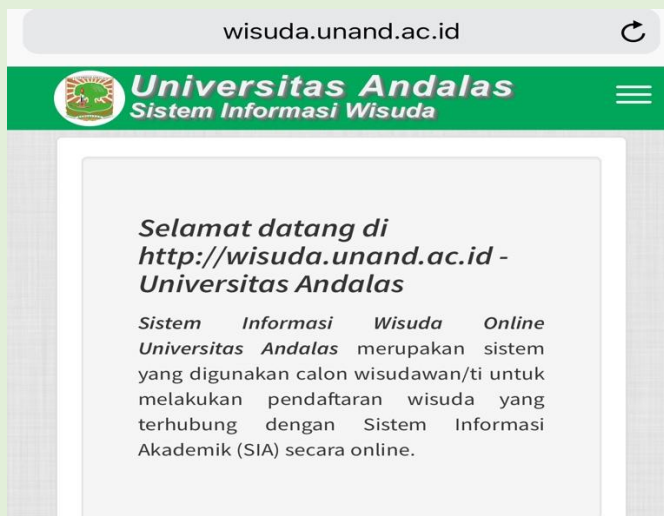 wisuda.unand.ac.id
Universitas Andalas
Sistem Informasi Wisuda
Selamat datang di
http://wisuda.unand.ac.id -
Universitas Andalas
Sistem Informasi Wisuda Online
Universitas Andalas merupakan sistem
yang digunakan calon wisudawan/ti untuk
melakukan pendaftaran wisuda yang
terhubung dengan Sistem Informasi
Akademik (SIA) secara online.